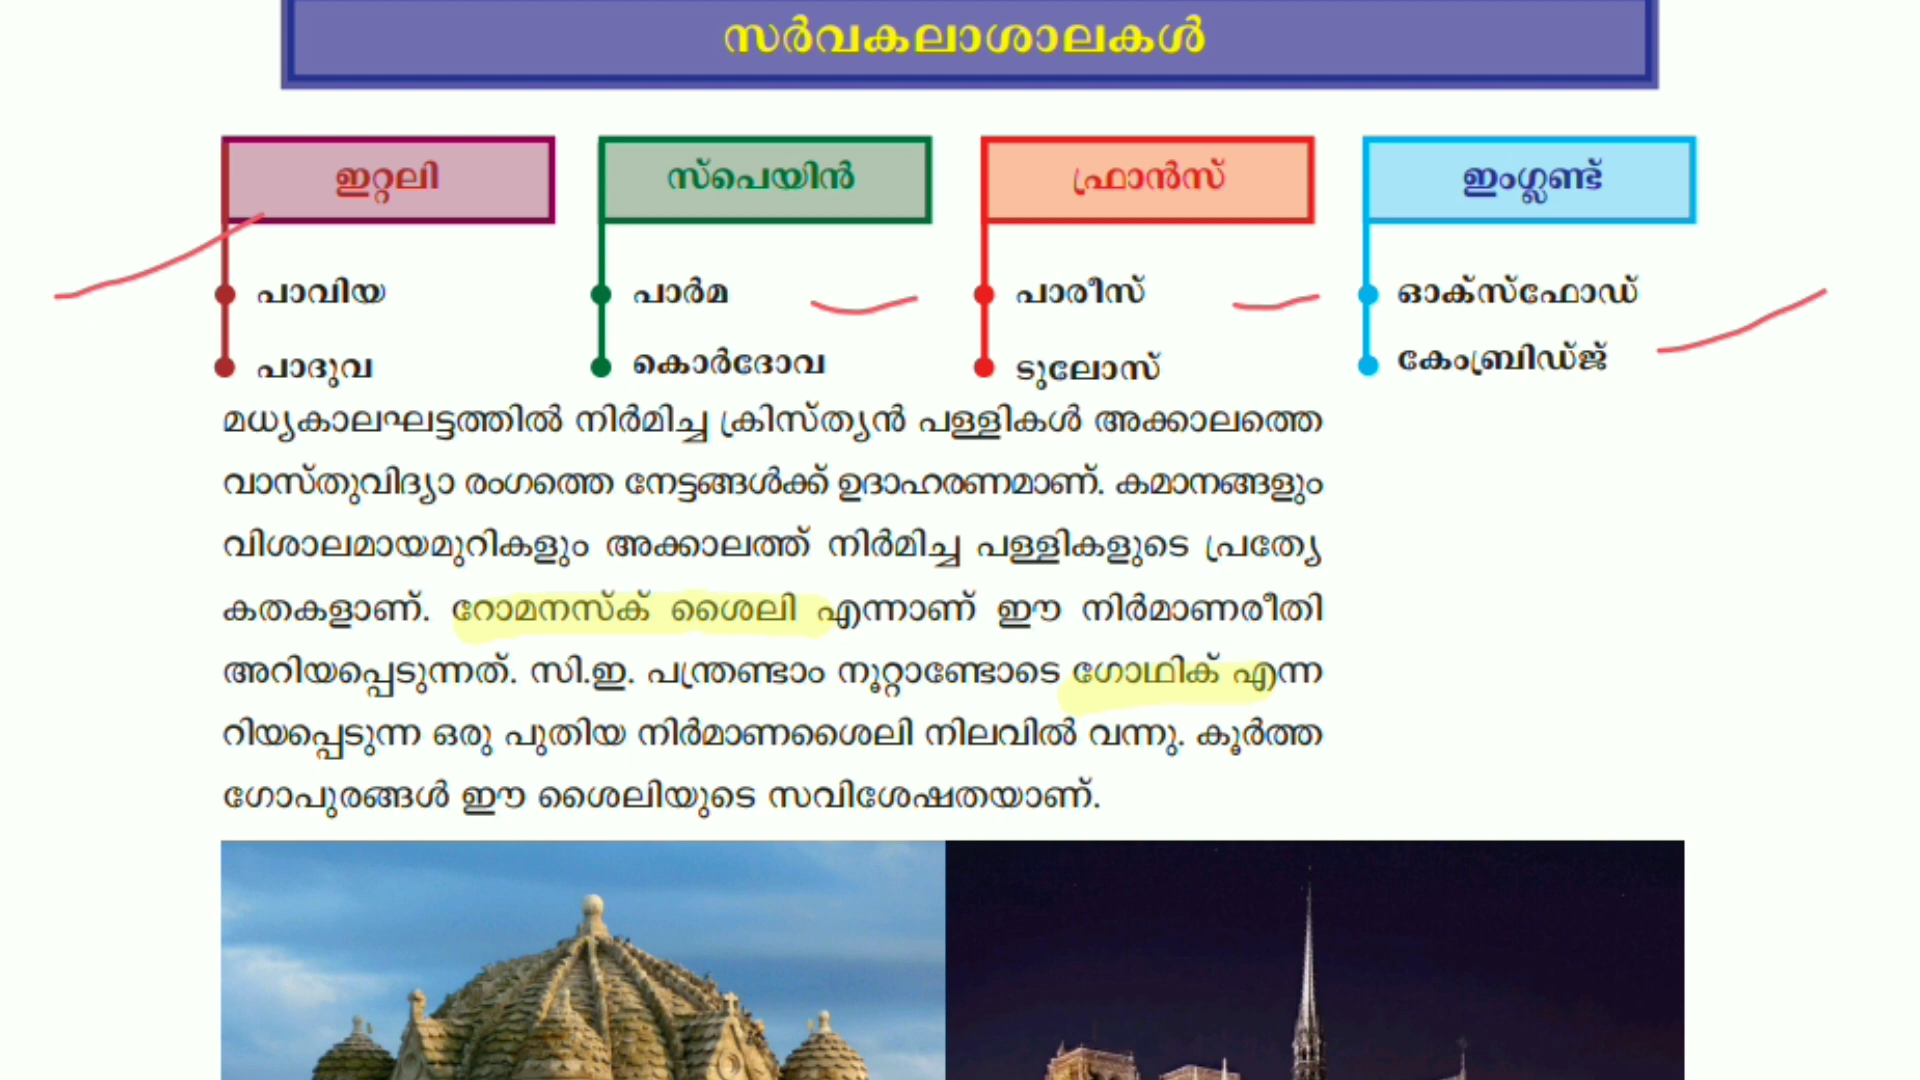 സർവകലാശാലകൾ
ഇറ്റലി
സ്പെയിൻ
ഫ്രാൻസ്
ഇംഗ്ലണ്ട്
പാവിയ
പാദുവ
പാർമ
കൊർദോവ
പാരീസ്
ടുലോസ്
ഓക്സ്ഫോഡ്
കേംബ്രിഡ്ജ്
മധ്യകാലഘട്ടത്തിൽ നിർമിച്ച ക്രിസ്ത്യൻ പള്ളികൾ അക്കാലത്തെ
വാസ്തുവിദ്യാ രംഗത്തെ നേട്ടങ്ങൾക്ക് ഉദാഹരണമാണ്. കമാനങ്ങളും
വിശാലമായമുറികളും അക്കാലത്ത് നിർമിച്ച പള്ളികളുടെ പ്രത്യേ
കതകളാണ്. റോമനസ്ക് ശൈലി എന്നാണ് ഈ നിർമാണരീതി
അറിയപ്പെടുന്നത്. സി.ഇ. പന്ത്രണ്ടാം നൂറ്റാണ്ടോടെ ഗോഥിക് എന്ന
റിയപ്പെടുന്ന ഒരു പുതിയ നിർമാണശൈലി നിലവിൽ വന്നു. കൂർത്ത
ഗോപുരങ്ങൾ ഈ ശൈലിയുടെ സവിശേഷതയാണ്.